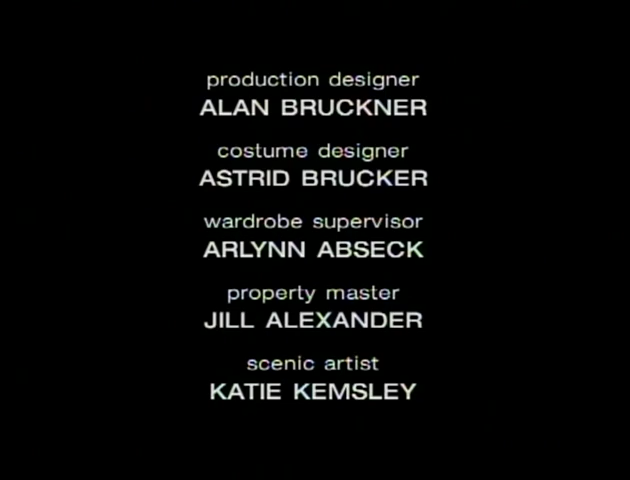 production designer
ALAN BRUCKNER
costume designer
ASTRID BRUCKER
wardrobe supervisor
ARLYNN ABSECK
property master
JILL ALEXANDER
scenic artist
KATIE KEMSLEY